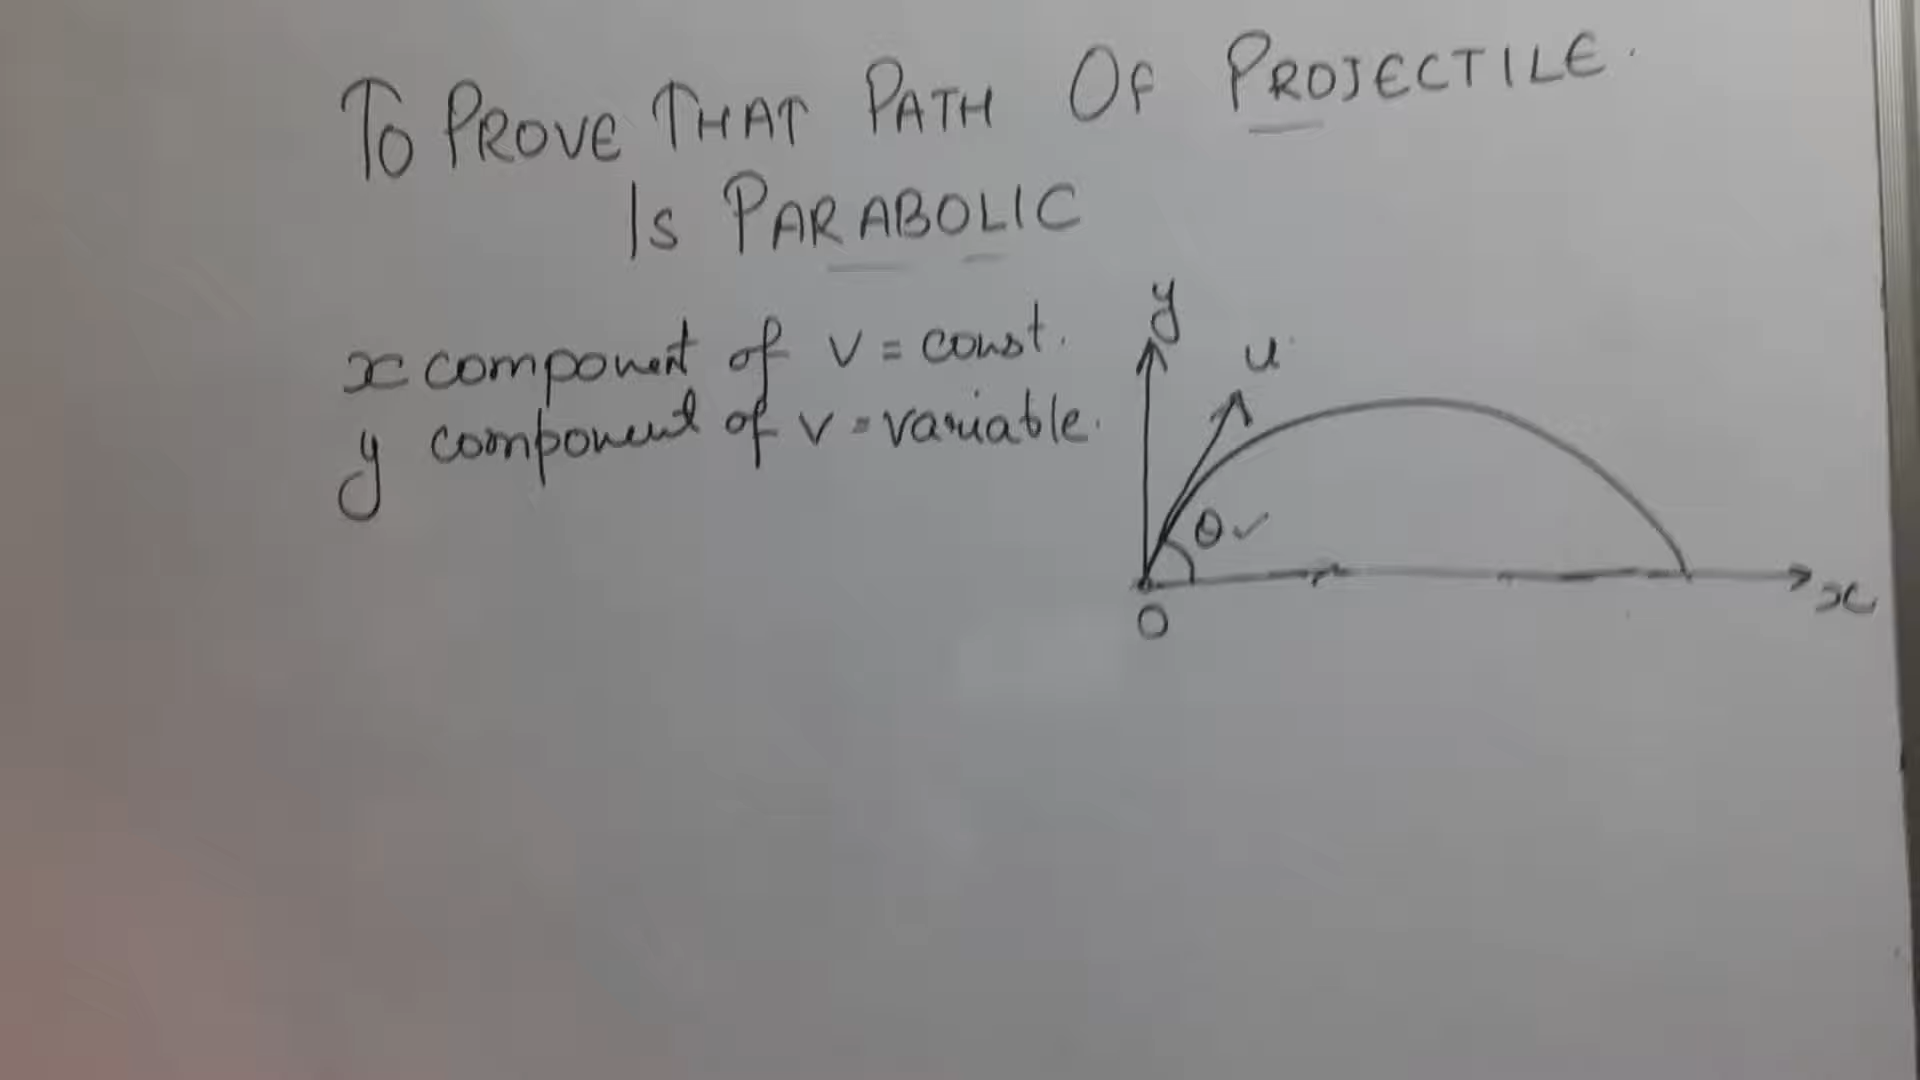 TO PROVE THAT PATH OF PROJECTILE.
IS PARABOLIC
x component of v = const.
y component of v = variable.
y
u
θ
O
x